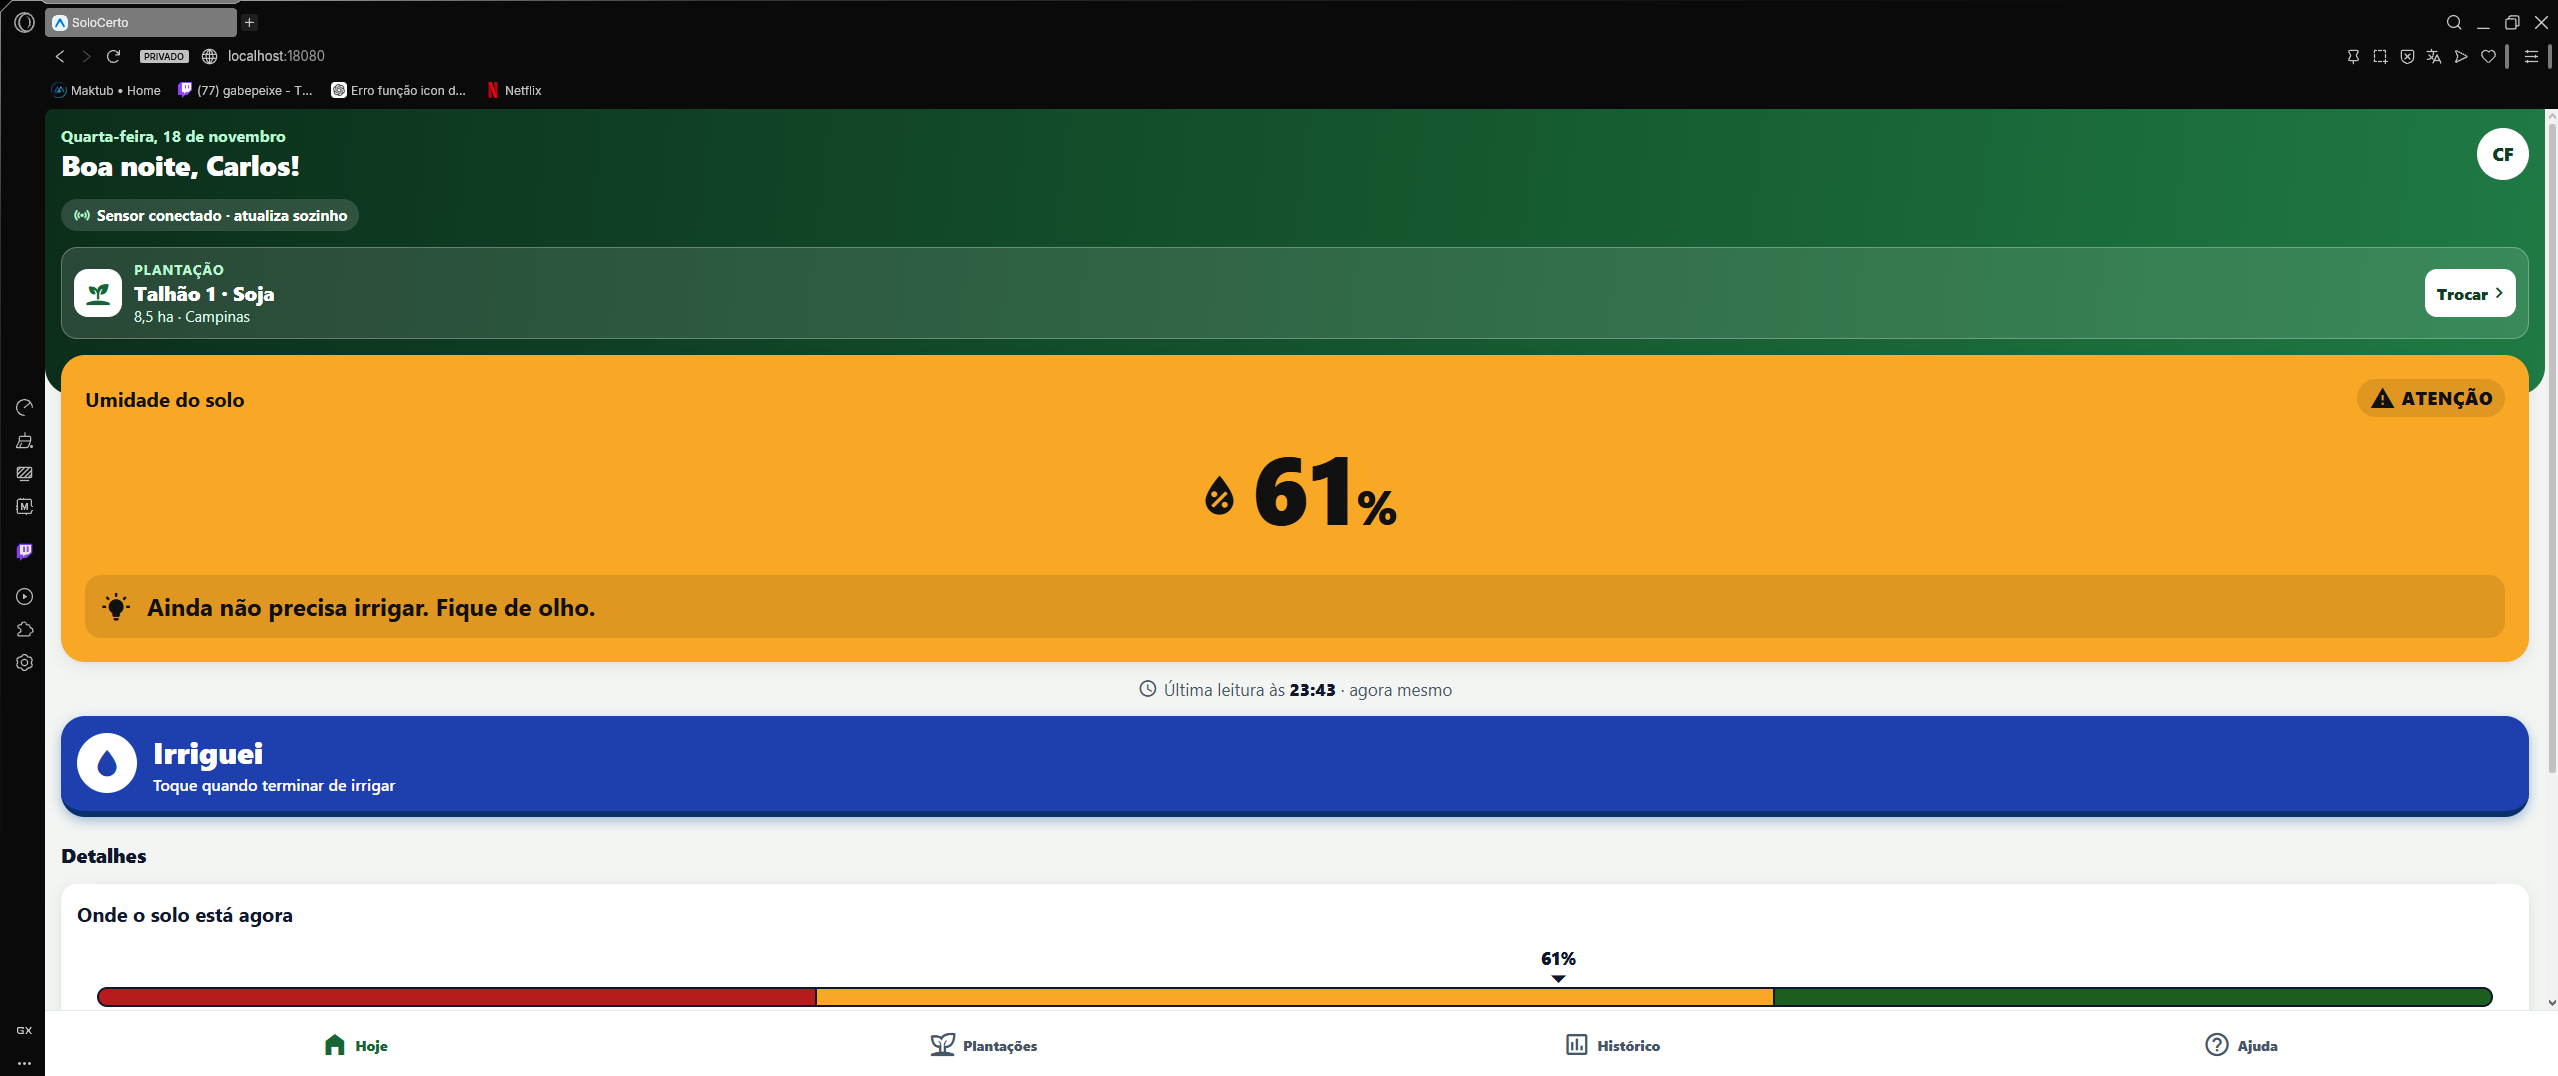 SoloCerto
PRIVADO
localhost:18080
Maktub • Home
(77) gabepeixe - T...
Erro função icon d...
Netflix
Quarta-feira, 18 de novembro
Boa noite, Carlos!
CF
Sensor conectado · atualiza sozinho
PLANTAÇÃO
Talhão 1 · Soja
8,5 ha · Campinas
Trocar
Umidade do solo
ATENÇÃO
61%
Ainda não precisa irrigar. Fique de olho.
Última leitura às 23:43 · agora mesmo
Irriguei
Toque quando terminar de irrigar
Detalhes
Onde o solo está agora
61%
GX
Hoje
Plantações
Histórico
Ajuda